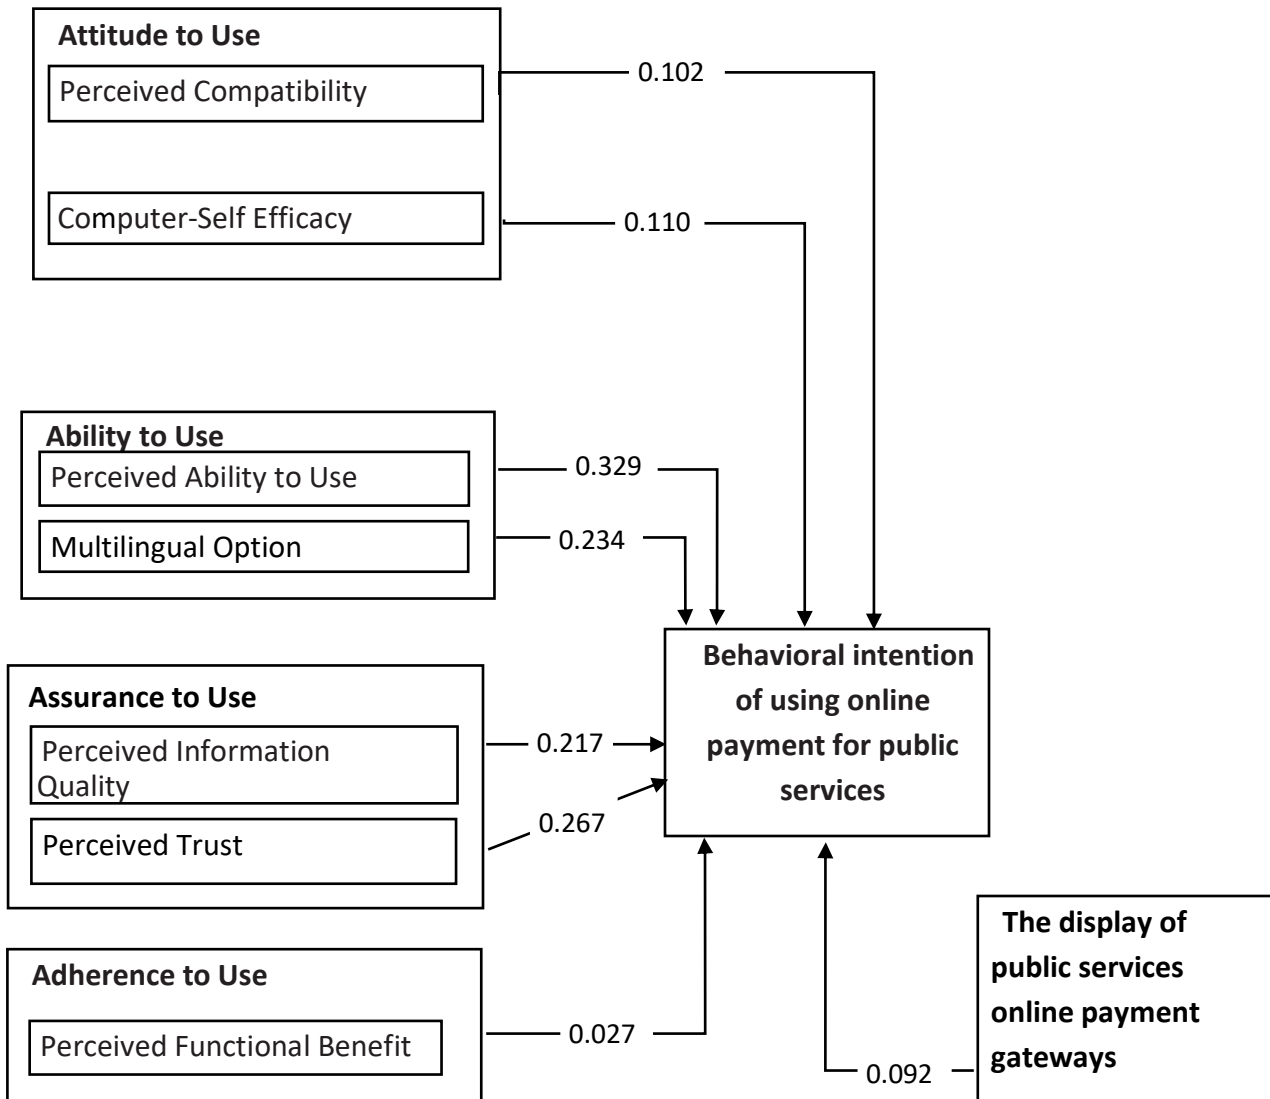 Attitude to Use
Perceived Compatibility
0.102
Computer-Self Efficacy
0.110
Ability to Use
Perceived Ability to Use
0.329
Multilingual Option
0.234
Behavioral intention
of using online
payment for public
services
Assurance to Use
Perceived Information
Quality
0.217
Perceived Trust
0.267
Adherence to Use
Perceived Functional Benefit
0.027
The display of
public services
online payment
gateways
0.092